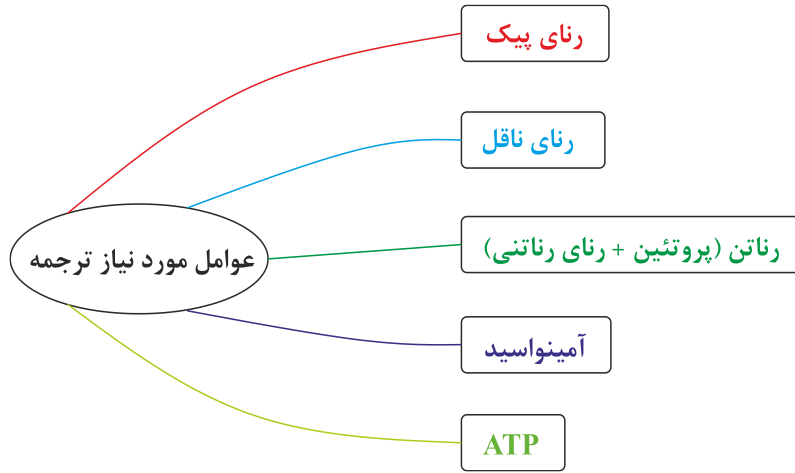 عوامل مورد نیاز ترجمه
رنای پیک
رنای ناقل
رناتن (پروتئین + رنای رناتنی)
آمینواسید
ATP